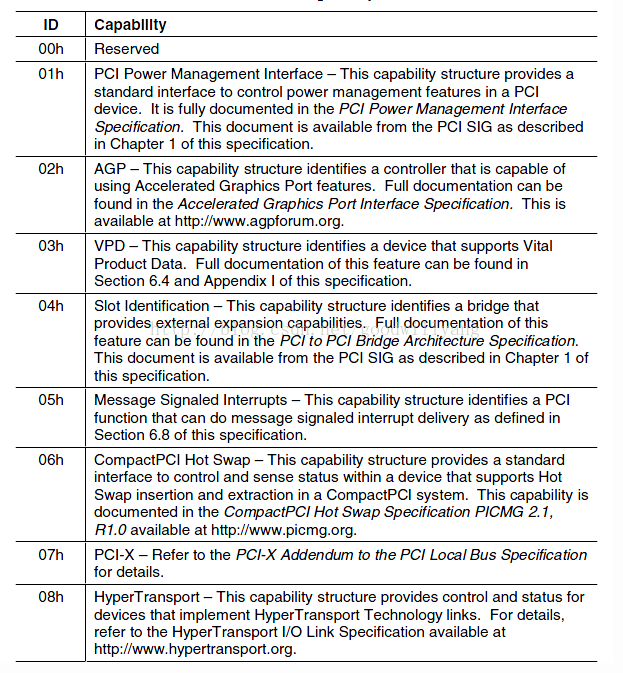 ID Capability
00h Reserved
01h PCI Power Management Interface – This capability structure provides a
standard interface to control power management features in a PCI
device. It is fully documented in the PCI Power Management Interface
Specification. This document is available from the PCI SIG as described
in Chapter 1 of this specification.
02h AGP – This capability structure identifies a controller that is capable of
using Accelerated Graphics Port features. Full documentation can be
found in the Accelerated Graphics Port Interface Specification. This is
available at http://www.agpforum.org.
03h VPD – This capability structure identifies a device that supports Vital
Product Data. Full documentation of this feature can be found in
Section 6.4 and Appendix I of this specification.
04h Slot Identification – This capability structure identifies a bridge that
provides external expansion capabilities. Full documentation of this
feature can be found in the PCI to PCI Bridge Architecture Specification.
This document is available from the PCI SIG as described in Chapter 1 of
this specification.
05h Message Signaled Interrupts – This capability structure identifies a PCI
function that can do message signaled interrupt delivery as defined in
Section 6.8 of this specification.
06h CompactPCI Hot Swap – This capability structure provides a standard
interface to control and sense status within a device that supports Hot
Swap insertion and extraction in a CompactPCI system. This capability is
documented in the CompactPCI Hot Swap Specification PICMG 2.1,
R1.0 available at http://www.picmg.org.
07h PCI-X – Refer to the PCI-X Addendum to the PCI Local Bus Specification
for details.
08h HyperTransport – This capability structure provides control and status for
devices that implement HyperTransport Technology links. For details,
refer to the HyperTransport I/O Link Specification available at
http://www.hypertransport.org.